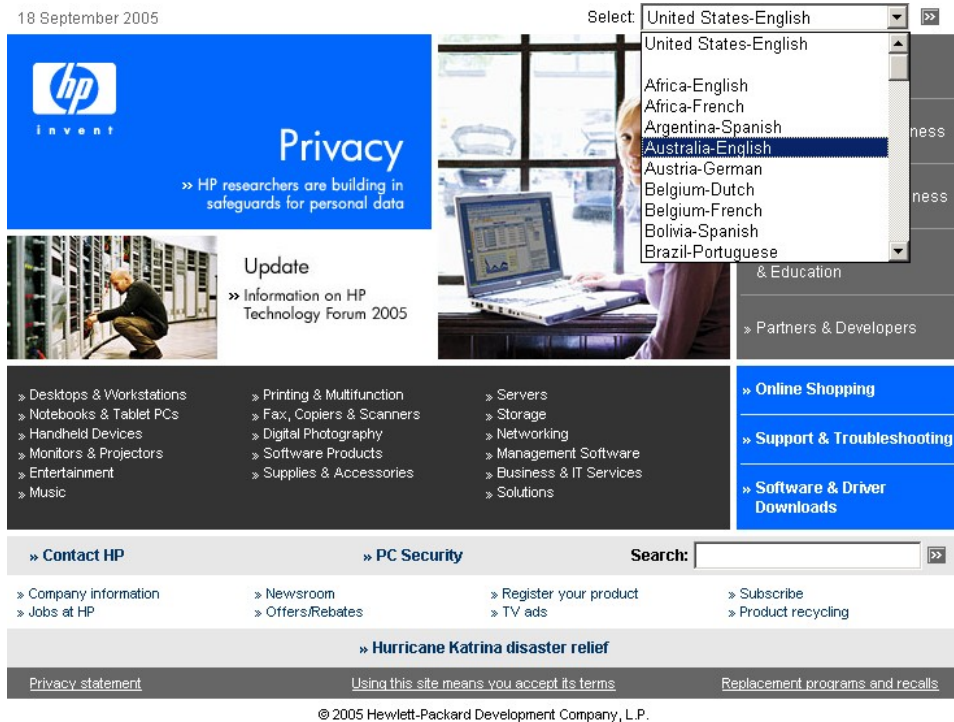 18 September 2005
Select: United States-English
United States-English
Africa-English
Africa-French
Argentina-Spanish
Australia-English
Austria-German
Belgium-Dutch
Belgium-French
Bolivia-Spanish
Brazil-Portuguese
hp
invent
Privacy
» HP researchers are building in
safeguards for personal data
Update
» Information on HP
Technology Forum 2005
ness
ness
& Education
» Partners & Developers
» Desktops & Workstations
» Notebooks & Tablet PCs
» Handheld Devices
» Monitors & Projectors
» Entertainment
» Music
» Printing & Multifunction
» Fax, Copiers & Scanners
» Digital Photography
» Software Products
» Supplies & Accessories
» Servers
» Storage
» Networking
» Management Software
» Business & IT Services
» Solutions
» Online Shopping
» Support & Troubleshooting
» Software & Driver
Downloads
» Contact HP
» PC Security
Search:
» Company information
» Jobs at HP
» Newsroom
» Offers/Rebates
» Register your product
» TV ads
» Subscribe
» Product recycling
» Hurricane Katrina disaster relief
Privacy statement
Using this site means you accept its terms
Replacement programs and recalls
© 2005 Hewlett-Packard Development Company, L.P.